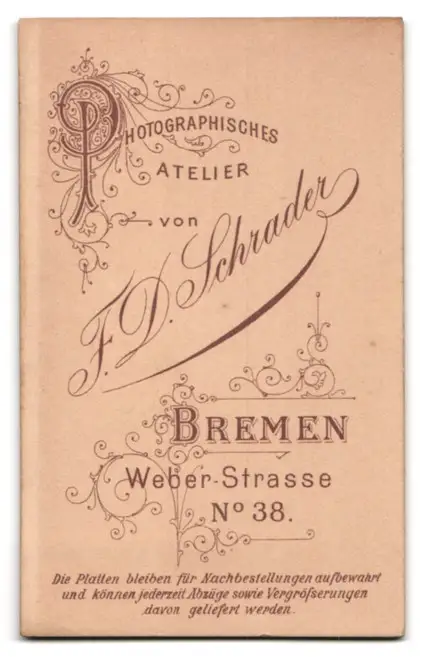 PHOTOGRAPHISCHES
ATELIER
von
F. D. Schrader
BREMEN
Weber-Strasse
No 38.
Die Platten bleiben für Nachbestellungen aufbewahrt
und können jederzeit Abzüge sowie Vergröfserungen
davon geliefert werden.